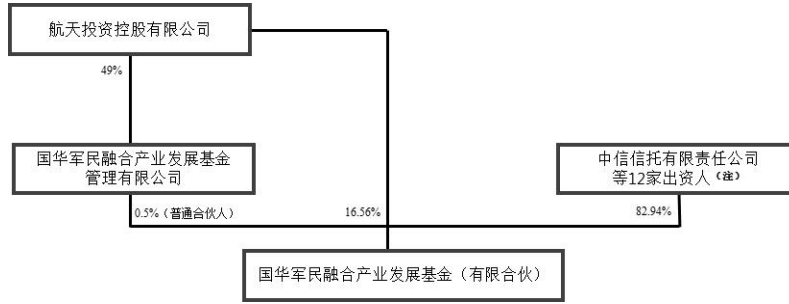 航天投资控股有限公司
49%
国华军民融合产业发展基金
管理有限公司
中信信托有限责任公司
等12家出资人（注）
0.5%（普通合伙人）
16.56%
82.94%
国华军民融合产业发展基金（有限合伙）